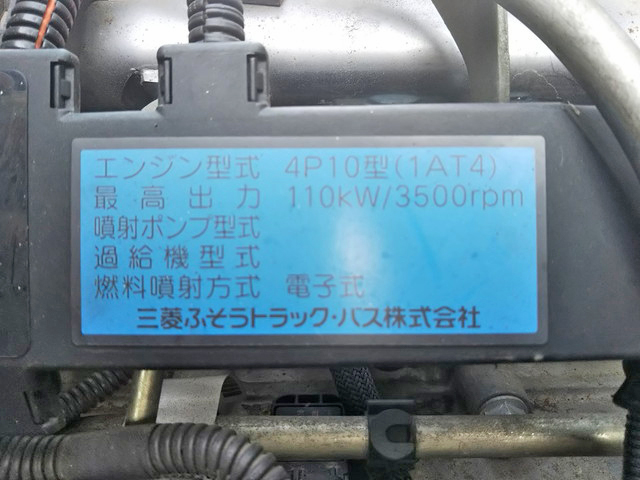 エンジン型式 4P10型(1AT4)
最高出力 110kW/3500rpm
噴射ポンプ型式
過給機型式
燃料噴射方式 電子式
三菱ふそうトラック・バス株式会社